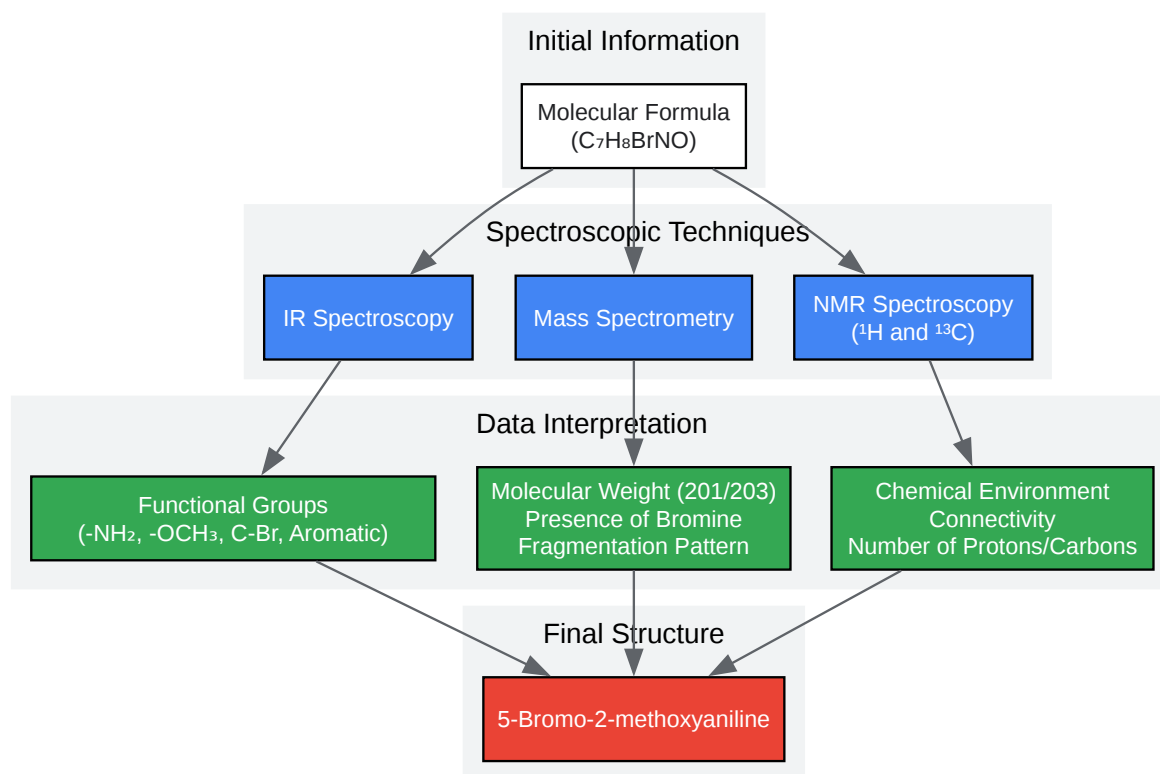 Initial Information
Molecular Formula
(C₇H₈BrNO)
Spectroscopic Techniques
IR Spectroscopy
Mass Spectrometry
NMR Spectroscopy
(¹H and ¹³C)
Data Interpretation
Functional Groups
(-NH₂, -OCH₃, C-Br, Aromatic)
Molecular Weight (201/203)
Presence of Bromine
Fragmentation Pattern
Chemical Environment
Connectivity
Number of Protons/Carbons
Final Structure
5-Bromo-2-methoxyaniline